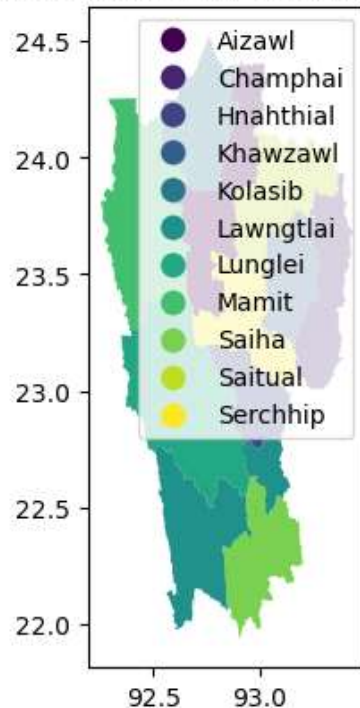 24.5
24.0
23.5
23.0
22.5
22.0
Aizawl
Champhai
Hnahthial
Khawzawl
Kolasib
Lawngtlai
Lunglei
Mamit
Saiha
Saitual
Serchhip
92.5 93.0